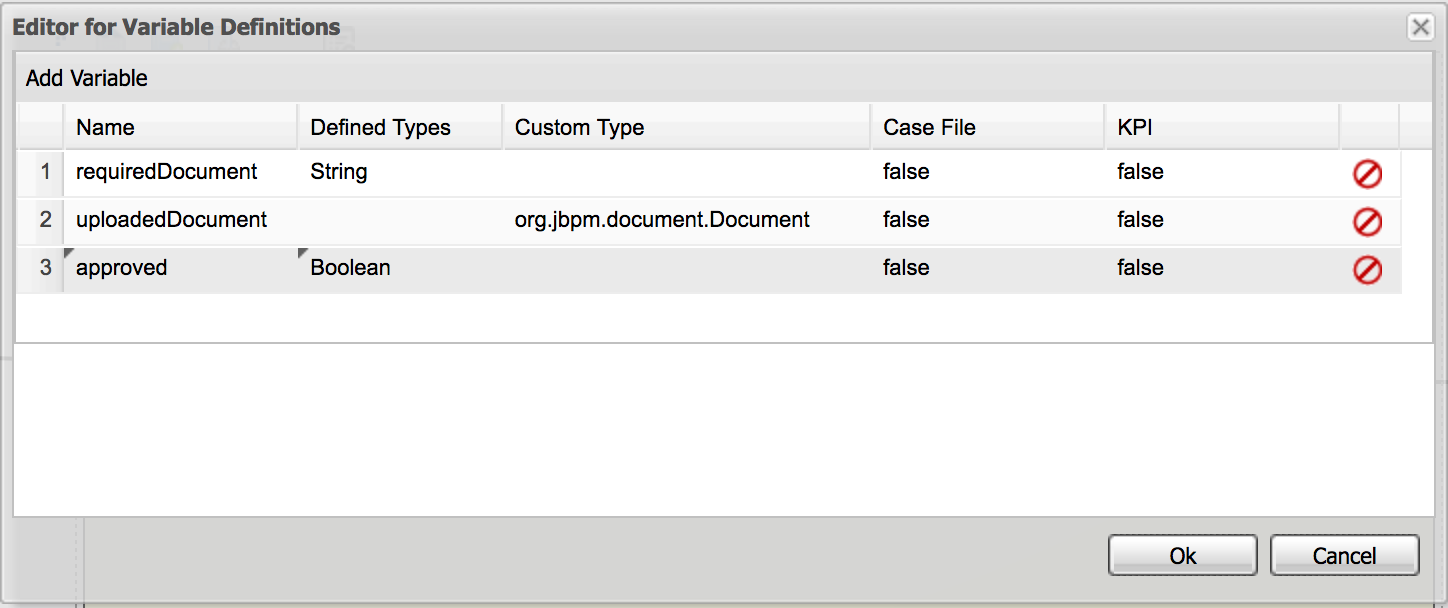 Editor for Variable Definitions
Add Variable
Name Defined Types Custom Type Case File KPI
1 requiredDocument String false false
2 uploadedDocument org.jbpm.document.Document false false
3 approved Boolean false false
Ok Cancel